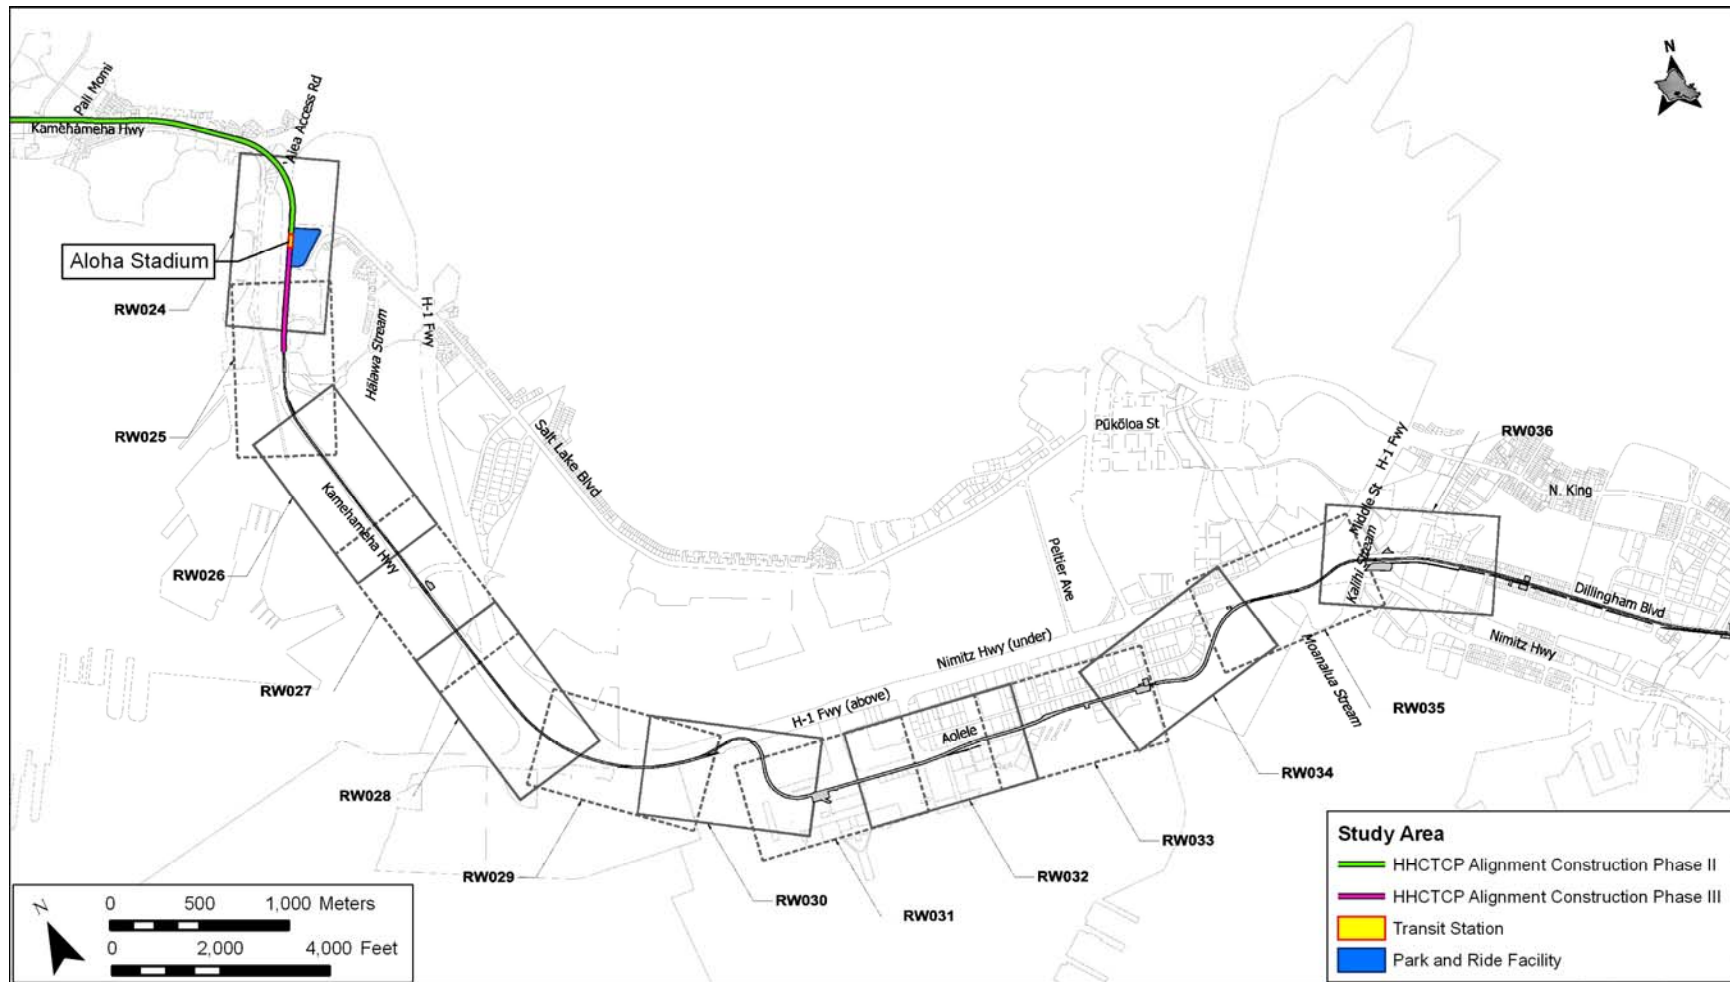 N
Pali Momi
Kamehameha Hwy
Aiea Access Rd
Aloha Stadium
RW024
H-1 Fwy
Hālawa Stream
RW025
Salt Lake Blvd
Pūkōloa St
H-1 Fwy
RW036
N. King
Middle St
Kamehameha Hwy
Kalihi Stream
RW026
Peltier Ave
Dillingham Blvd
Nimitz Hwy (under)
Nimitz Hwy
RW027
Moanalua Stream
H-1 Fwy (above)
RW035
Aolele
RW034
RW028
RW033
RW029
RW032
RW030
RW031
Study Area
HHCTCP Alignment Construction Phase II
HHCTCP Alignment Construction Phase III
Transit Station
Park and Ride Facility
N
0 500 1,000 Meters
0 2,000 4,000 Feet